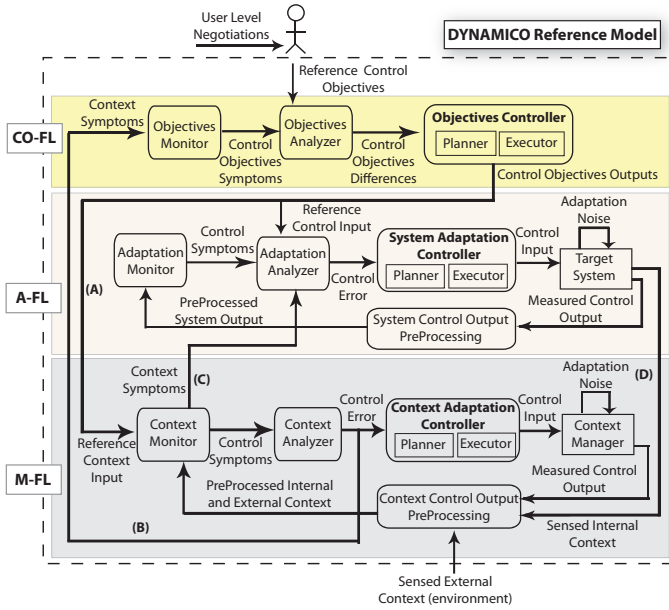 User Level
Negotiations
DYNAMICO Reference Model
Reference Control
Objectives
CO-FL
Context
Symptoms
Objectives
Monitor
Control
Objectives
Symptoms
Objectives
Analyzer
Control
Objectives
Differences
Objectives Controller
Planner
Executor
Control Objectives Outputs
A-FL
(A)
Adaptation
Monitor
Control
Symptoms
Reference
Control Input
Adaptation
Analyzer
Control
Error
System Adaptation
Controller
Planner
Executor
Control
Input
Adaptation
Noise
Target
System
Measured Control
Output
PreProcessed
System Output
System Control Output
PreProcessing
M-FL
Context
Symptoms
(C)
(D)
Reference
Context
Input
Context
Monitor
Control
Symptoms
Context
Analyzer
Control
Error
Context Adaptation
Controller
Planner
Executor
Control
Input
Adaptation
Noise
Context
Manager
Measured Control
Output
PreProcessed Internal
and External Context
Context Control Output
PreProcessing
Sensed Internal
Context
(B)
Sensed External
Context (environment)